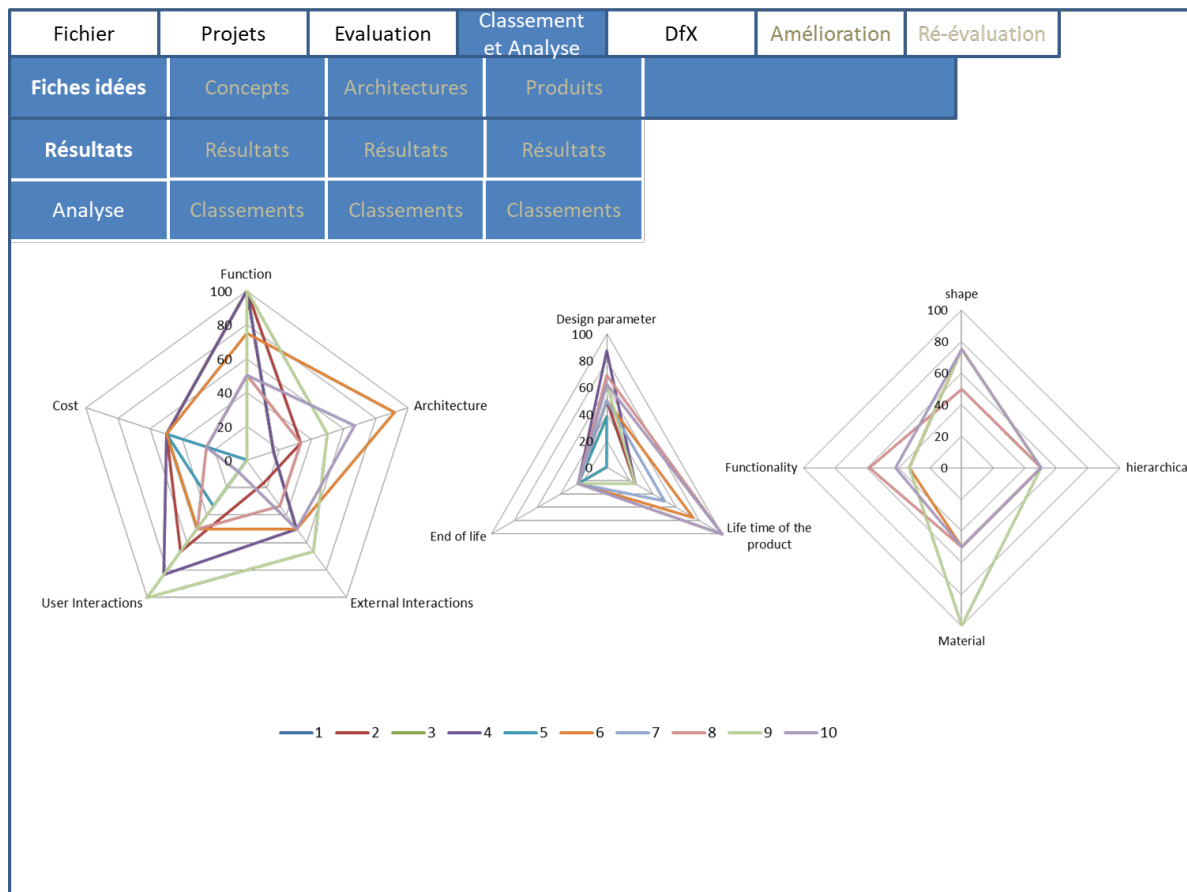 Fichier
Projets
Evaluation
Classement
et Analyse
DfX
Amélioration
Ré-évaluation
Fiches idées
Concepts
Architectures
Produits
Résultats
Résultats
Résultats
Résultats
Analyse
Classements
Classements
Classements
Function
100
80
60
40
20
0
Architecture
External Interactions
User Interactions
Cost
Design parameter
100
80
60
40
20
0
Life time of the
product
End of life
shape
100
80
60
40
20
0
hierarchica
Material
Functionality
1 2 3 4 5 6 7 8 9 10